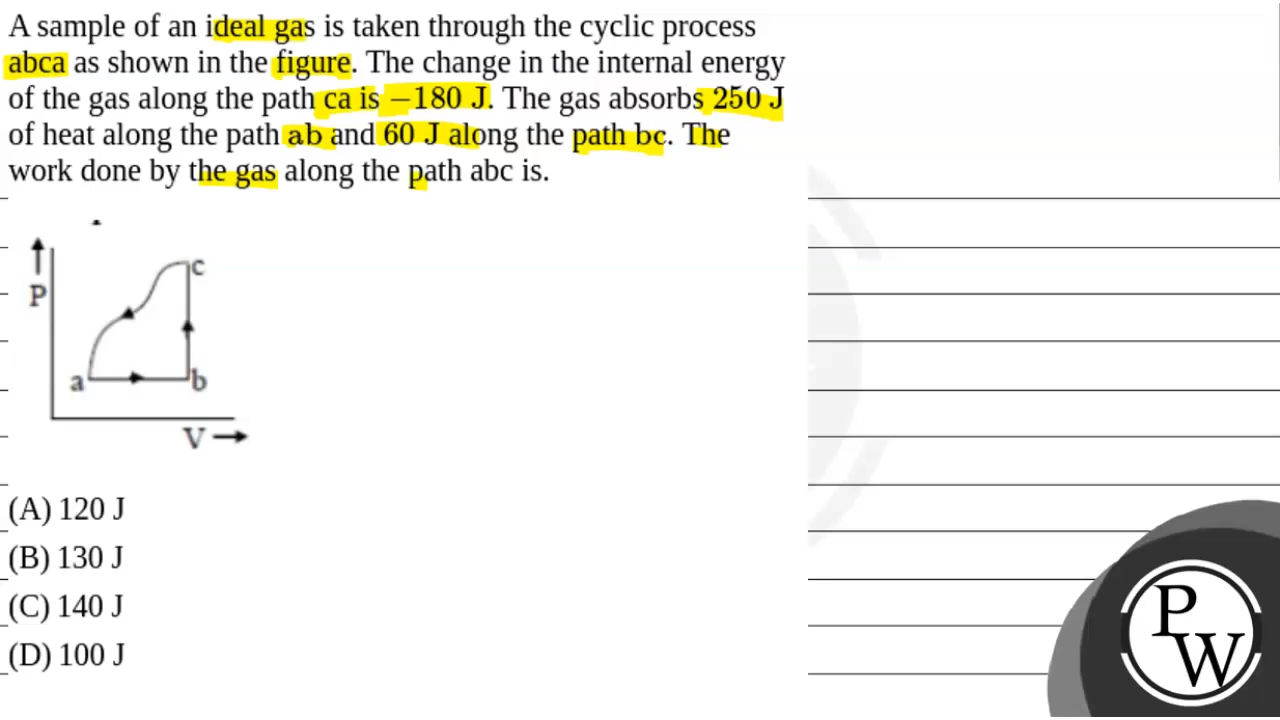 A sample of an ideal gas is taken through the cyclic process
abca as shown in the figure. The change in the internal energy
of the gas along the path ca is −180 J. The gas absorbs 250 J
of heat along the path ab and 60 J along the path bc. The
work done by the gas along the path abc is.
c
P
a
b
V
(A) 120 J
(B) 130 J
(C) 140 J
(D) 100 J
P
W